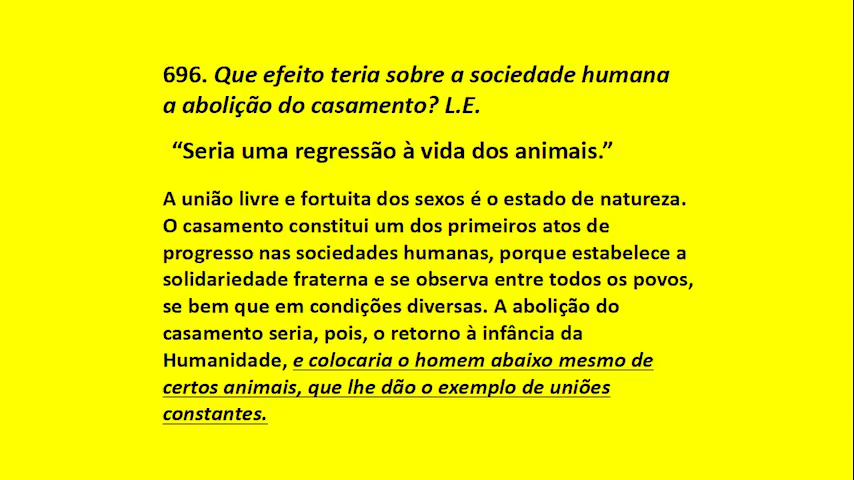 696. Que efeito teria sobre a sociedade humana
a abolição do casamento? L.E.
“Seria uma regressão à vida dos animais.”
A união livre e fortuita dos sexos é o estado de natureza.
O casamento constitui um dos primeiros atos de
progresso nas sociedades humanas, porque estabelece a
solidariedade fraterna e se observa entre todos os povos,
se bem que em condições diversas. A abolição do
casamento seria, pois, o retorno à infância da
Humanidade, e colocaria o homem abaixo mesmo de
certos animais, que lhe dão o exemplo de uniões
constantes.